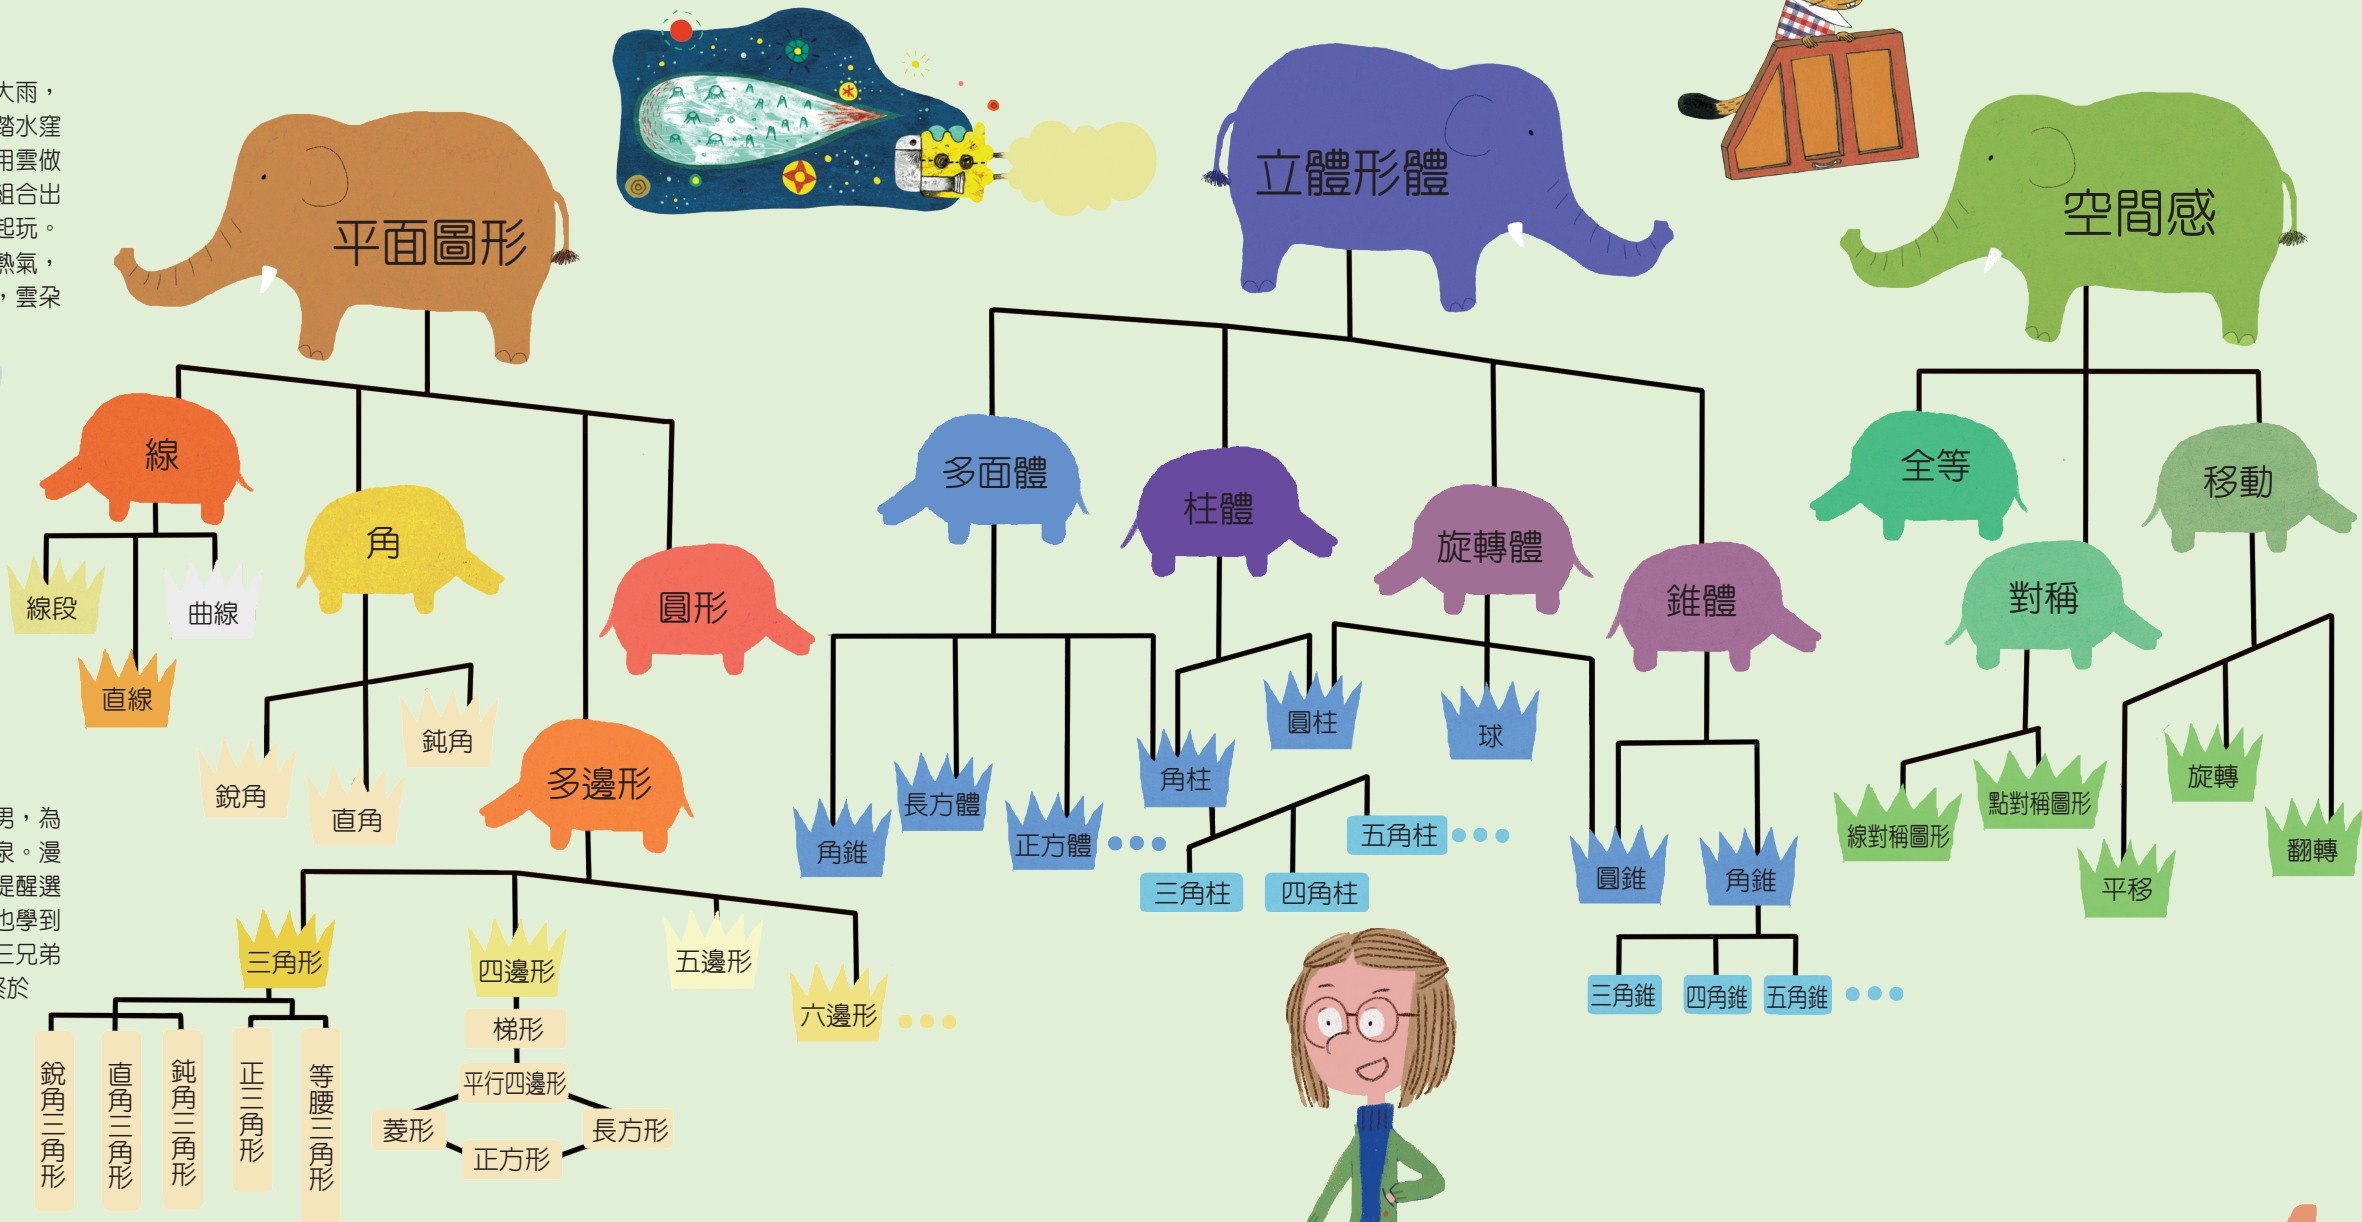 大雨，
踏水窪
用雲做
組合出
起玩。
熱氣，
，雲朵
平面圖形
線
線段
直線
曲線
角
銳角
直角
鈍角
圓形
多邊形
三角形
銳角三角形
直角三角形
鈍角三角形
正三角形
等腰三角形
四邊形
梯形
平行四邊形
菱形
長方形
正方形
五邊形
六邊形
立體形體
多面體
角錐
長方體
正方體
柱體
角柱
三角柱
四角柱
五角柱
圓柱
旋轉體
球
錐體
圓錐
角錐
三角錐
四角錐
五角錐
空間感
全等
對稱
線對稱圖形
點對稱圖形
移動
平移
旋轉
翻轉
男，為
泉。漫
提醒選
也學到
三兄弟
終於